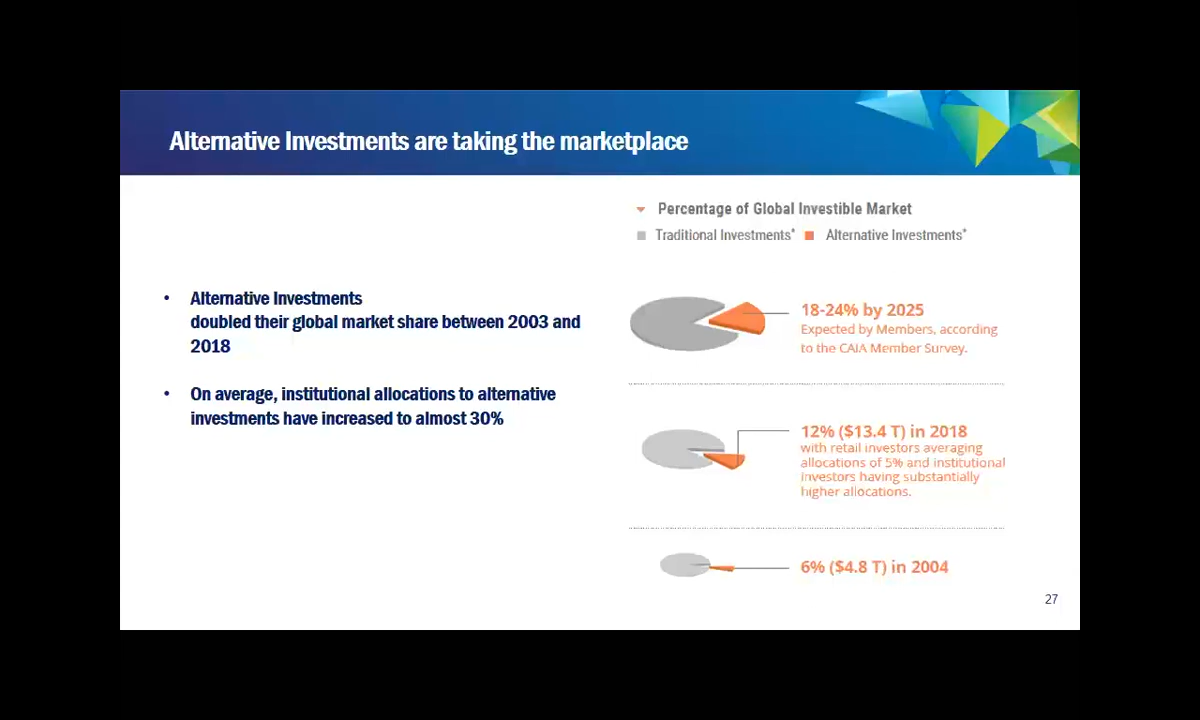 Alternative Investments are taking the marketplace
• Alternative Investments
doubled their global market share between 2003 and
2018
• On average, institutional allocations to alternative
investments have increased to almost 30%
Percentage of Global Investible Market
Traditional Investments* Alternative Investments*
18-24% by 2025
Expected by Members, according
to the CAIA Member Survey.
12% ($13.4 T) in 2018
with retail investors averaging
allocations of 5% and institutional
investors having substantially
higher allocations.
6% ($4.8 T) in 2004
27